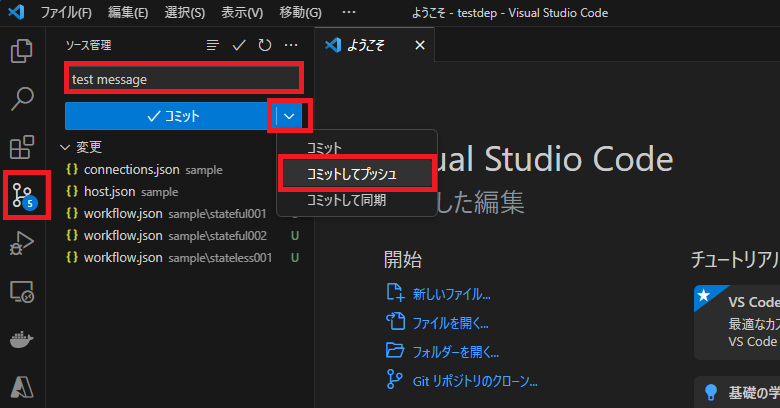 ファイル(F) 編集(E) 選択(S) 表示(V) 移動(G) ··· ようこそ - testdep - Visual Studio Code
ソース管理
ようこそ
test message
コミット
コミット
コミットしてプッシュ
コミットして同期
変更
connections.json sample
host.json sample
workflow.json sample\stateful001
workflow.json sample\stateful002 U
workflow.json sample\stateless001 U
5
ual Studio Code
した編集
開始
新しいファイル...
ファイルを開く...
フォルダーを開く...
Git リポジトリのクローン...
チュートリアル
VS Code
最適なカス
VS Code
基礎の学